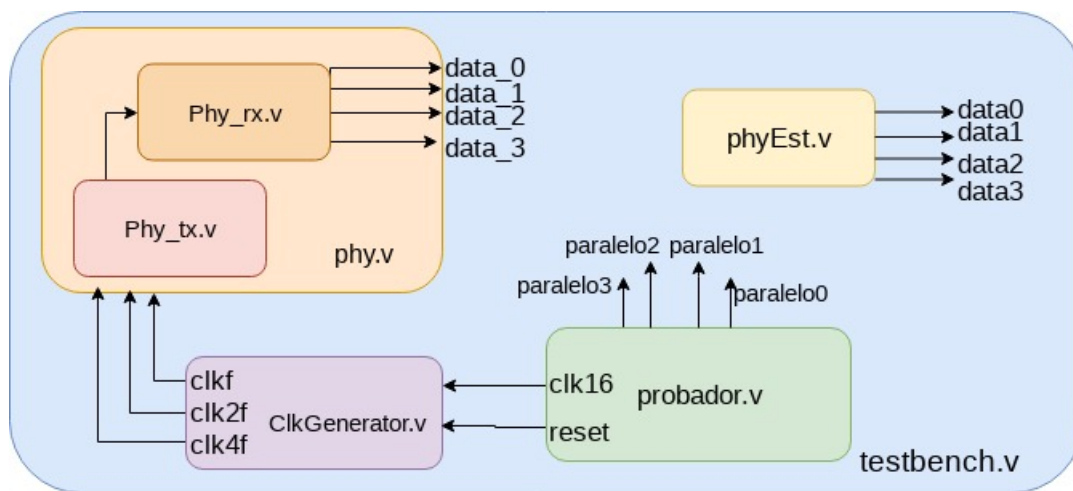 Phy_rx.v
data_0
data_1
data_2
data_3
Phy_tx.v
phy.v
phyEst.v
data0
data1
data2
data3
paralelo2
paralelo1
paralelo3
paralelo0
clkf
clk2f
clk4f
ClkGenerator.v
clk16
reset
probador.v
testbench.v